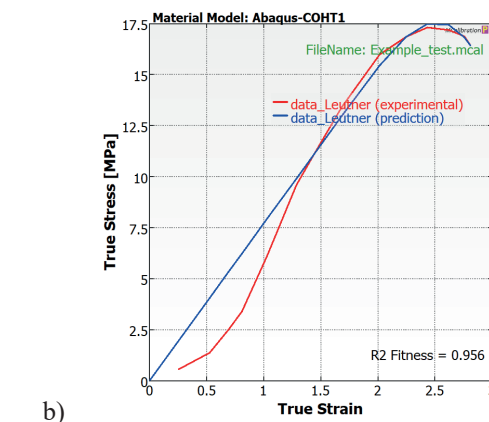 Material Model: Abaqus-COHT1
17.5
FileName: Example_test.mcal
15
data_Leutner (experimental)
data_Leutner (prediction)
12.5
True Stress [MPa]
10
7.5
5
2.5
R2 Fitness = 0.956
0
0 0.5 1 1.5 2 2.5
True Strain
b)